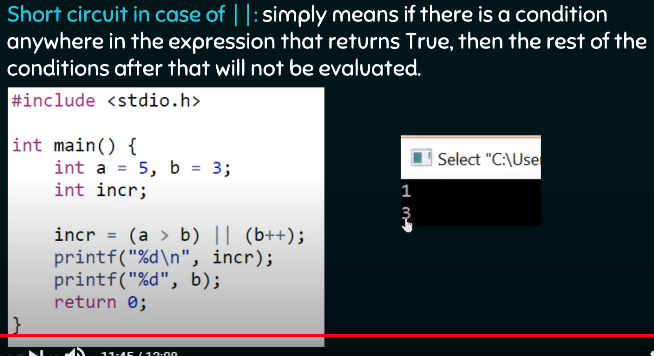 Short circuit in case of ||: simply means if there is a condition
anywhere in the expression that returns True, then the rest of the
conditions after that will not be evaluated.
#include <stdio.h>
int main() {
int a = 5, b = 3;
int incr;
incr = (a > b) || (b++);
printf("%d\n", incr);
printf("%d", b);
return 0;
}
Select "C:\User
1
3
11:45 / 12:08